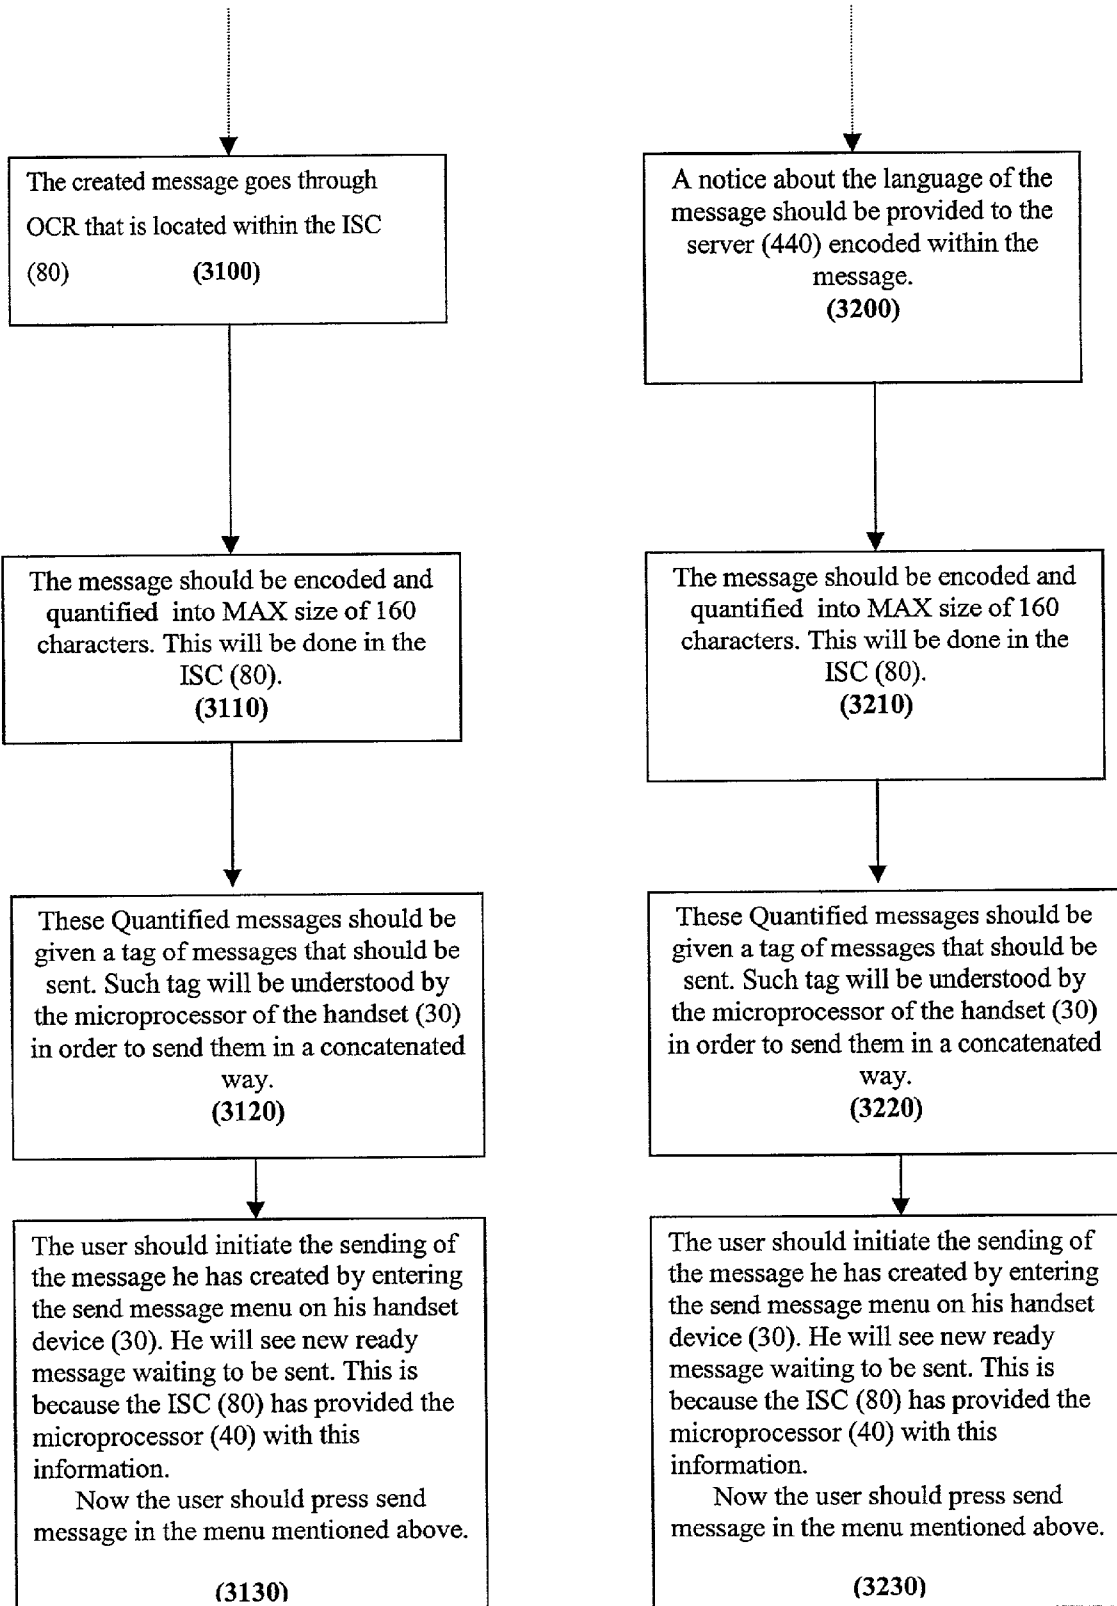 The created message goes through
OCR that is located within the ISC
(80) (3100)
The message should be encoded and
quantified into MAX size of 160
characters. This will be done in the
ISC (80).
(3110)
These Quantified messages should be
given a tag of messages that should be
sent. Such tag will be understood by
the microprocessor of the handset (30)
in order to send them in a concatenated
way.
(3120)
The user should initiate the sending of
the message he has created by entering
the send message menu on his handset
device (30). He will see new ready
message waiting to be sent. This is
because the ISC (80) has provided the
microprocessor (40) with this
information.
Now the user should press send
message in the menu mentioned above.
(3130)
A notice about the language of the
message should be provided to the
server (440) encoded within the
message.
(3200)
The message should be encoded and
quantified into MAX size of 160
characters. This will be done in the
ISC (80).
(3210)
These Quantified messages should be
given a tag of messages that should be
sent. Such tag will be understood by
the microprocessor of the handset (30)
in order to send them in a concatenated
way.
(3220)
The user should initiate the sending of
the message he has created by entering
the send message menu on his handset
device (30). He will see new ready
message waiting to be sent. This is
because the ISC (80) has provided the
microprocessor (40) with this
information.
Now the user should press send
message in the menu mentioned above.
(3230)